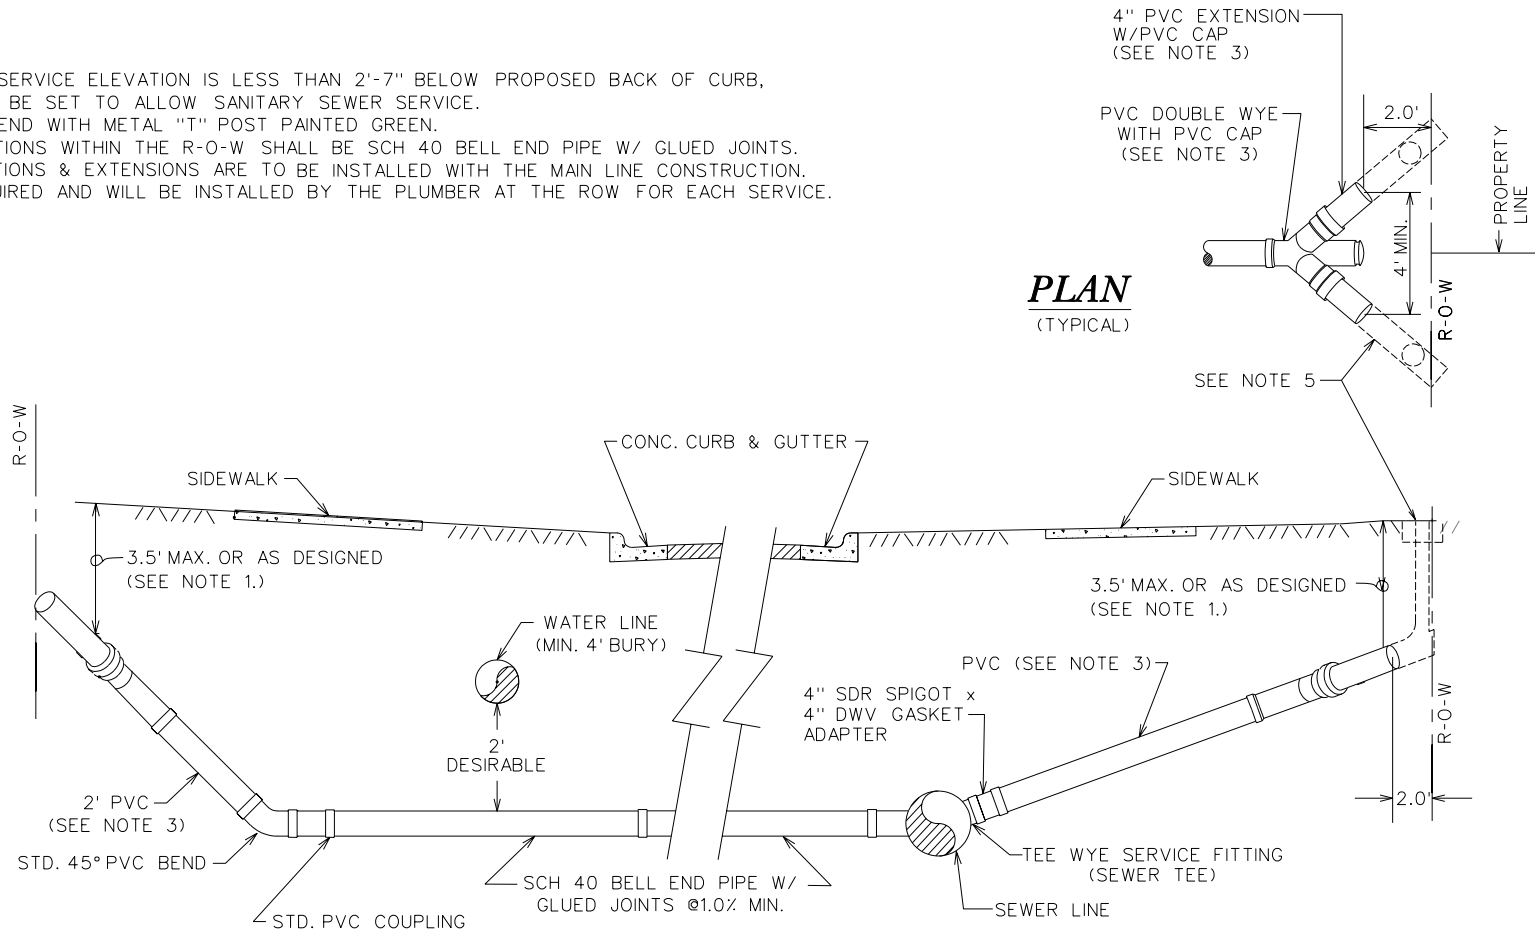 SERVICE ELEVATION IS LESS THAN 2'-7" BELOW PROPOSED BACK OF CURB,
BE SET TO ALLOW SANITARY SEWER SERVICE.
END WITH METAL "T" POST PAINTED GREEN.
TIONS WITHIN THE R-O-W SHALL BE SCH 40 BELL END PIPE W/ GLUED JOINTS.
TIONS & EXTENSIONS ARE TO BE INSTALLED WITH THE MAIN LINE CONSTRUCTION.
UIRED AND WILL BE INSTALLED BY THE PLUMBER AT THE ROW FOR EACH SERVICE.
4" PVC EXTENSION
W/PVC CAP
(SEE NOTE 3)
PVC DOUBLE WYE
WITH PVC CAP
(SEE NOTE 3)
2.0'
PROPERTY
LINE
4' MIN.
R-O-W
PLAN
(TYPICAL)
SEE NOTE 5
R-O-W
CONC. CURB & GUTTER
SIDEWALK
SIDEWALK
3.5' MAX. OR AS DESIGNED
(SEE NOTE 1.)
3.5' MAX. OR AS DESIGNED
(SEE NOTE 1.)
WATER LINE
(MIN. 4' BURY)
PVC (SEE NOTE 3)
4" SDR SPIGOT x
4" DWV GASKET
ADAPTER
R-O-W
2'
DESIRABLE
2.0'
2' PVC
(SEE NOTE 3)
STD. 45° PVC BEND
TEE WYE SERVICE FITTING
(SEWER TEE)
SCH 40 BELL END PIPE W/
GLUED JOINTS @1.0% MIN.
SEWER LINE
STD. PVC COUPLING